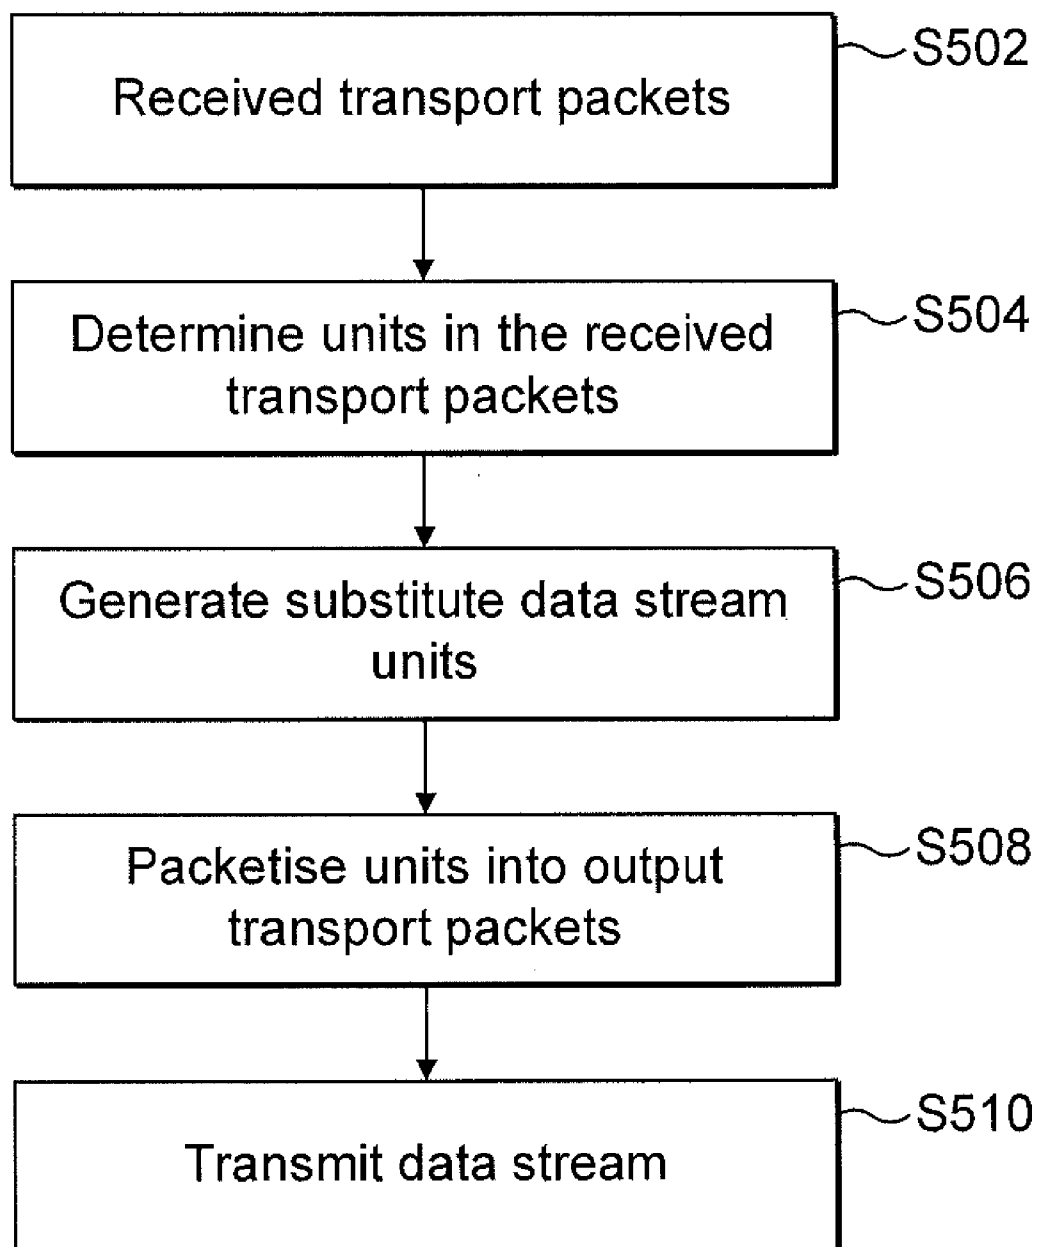 S502
Received transport packets
S504
Determine units in the received
transport packets
S506
Generate substitute data stream
units
S508
Packetise units into output
transport packets
S510
Transmit data stream